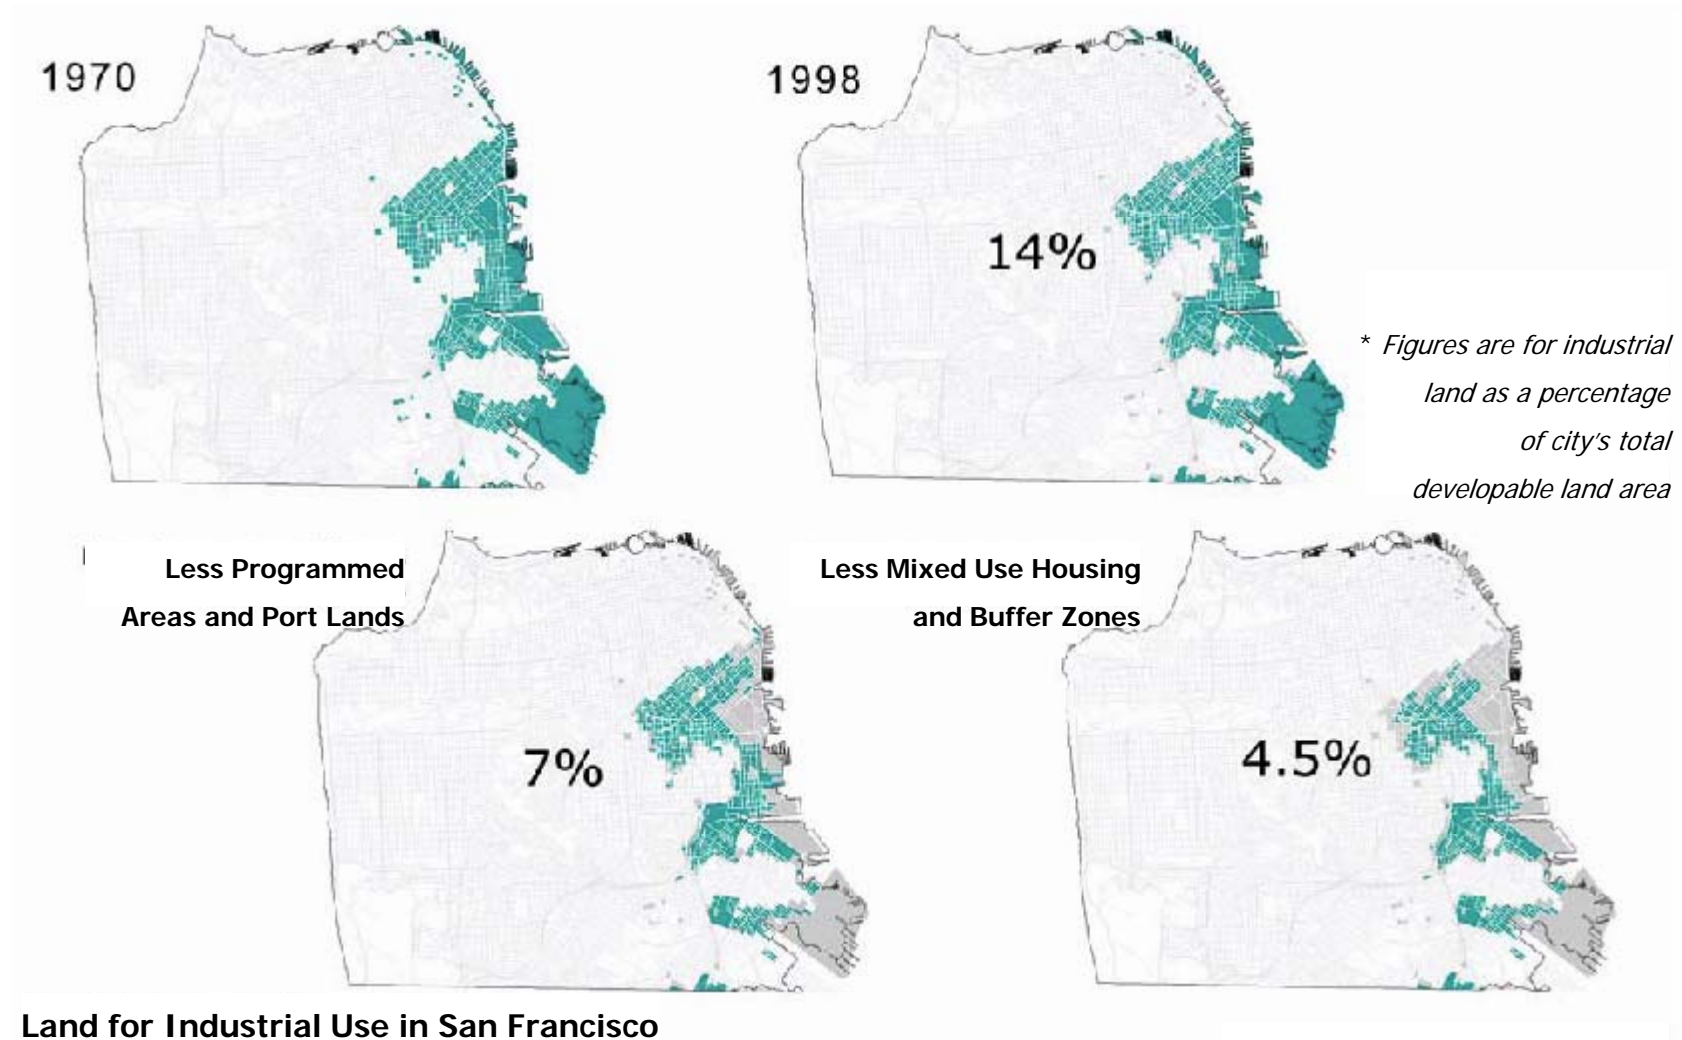 1970
1998
14%
* Figures are for industrial
land as a percentage
of city's total
developable land area
Less Programmed
Areas and Port Lands
7%
Less Mixed Use Housing
and Buffer Zones
4.5%
Land for Industrial Use in San Francisco